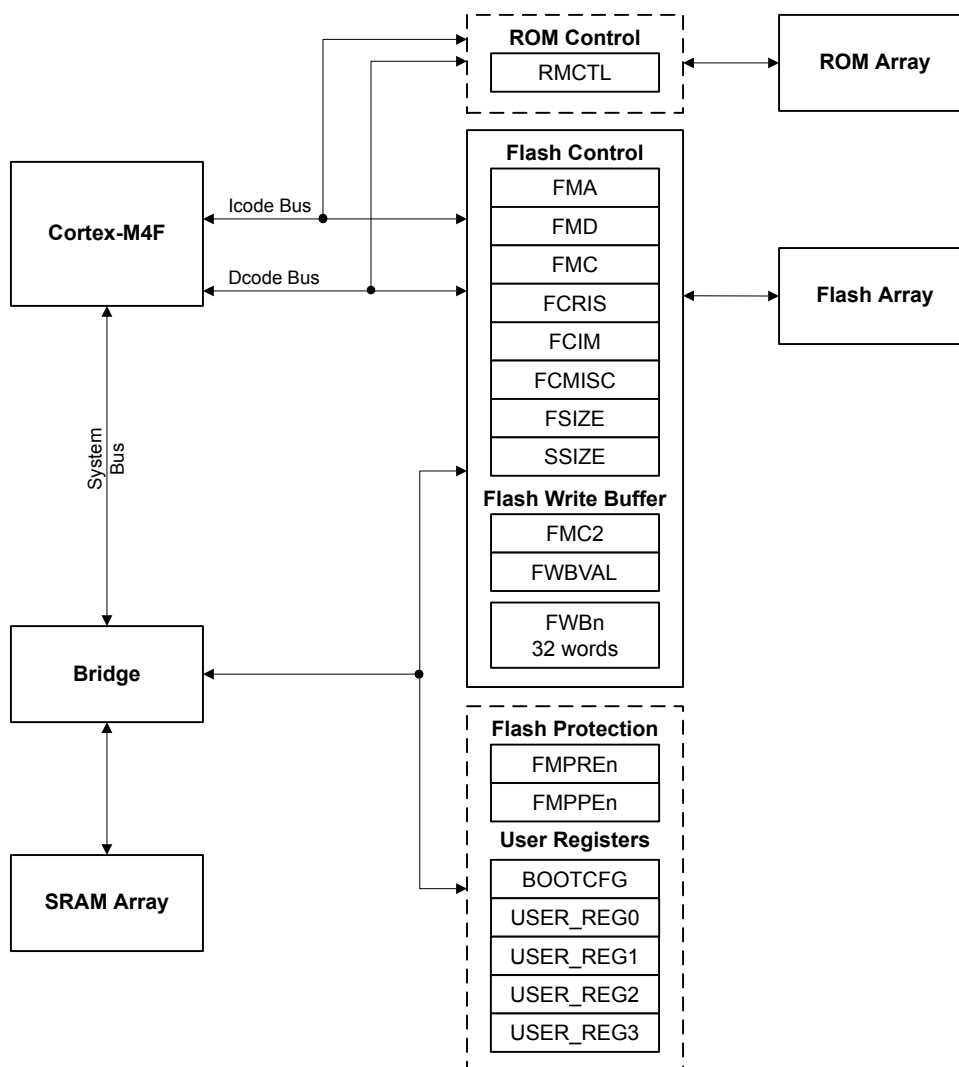 ROM Control
RMCTL
ROM Array
Flash Control
FMA
FMD
FMC
FCRIS
FCIM
FCMISC
FSIZE
SSIZE
Flash Write Buffer
FMC2
FWBVAL
FWBn
32 words
Cortex-M4F
Icode Bus
Dcode Bus
Flash Array
System
Bus
Bridge
SRAM Array
Flash Protection
FMPREn
FMPPEn
User Registers
BOOTCFG
USER_REG0
USER_REG1
USER_REG2
USER_REG3